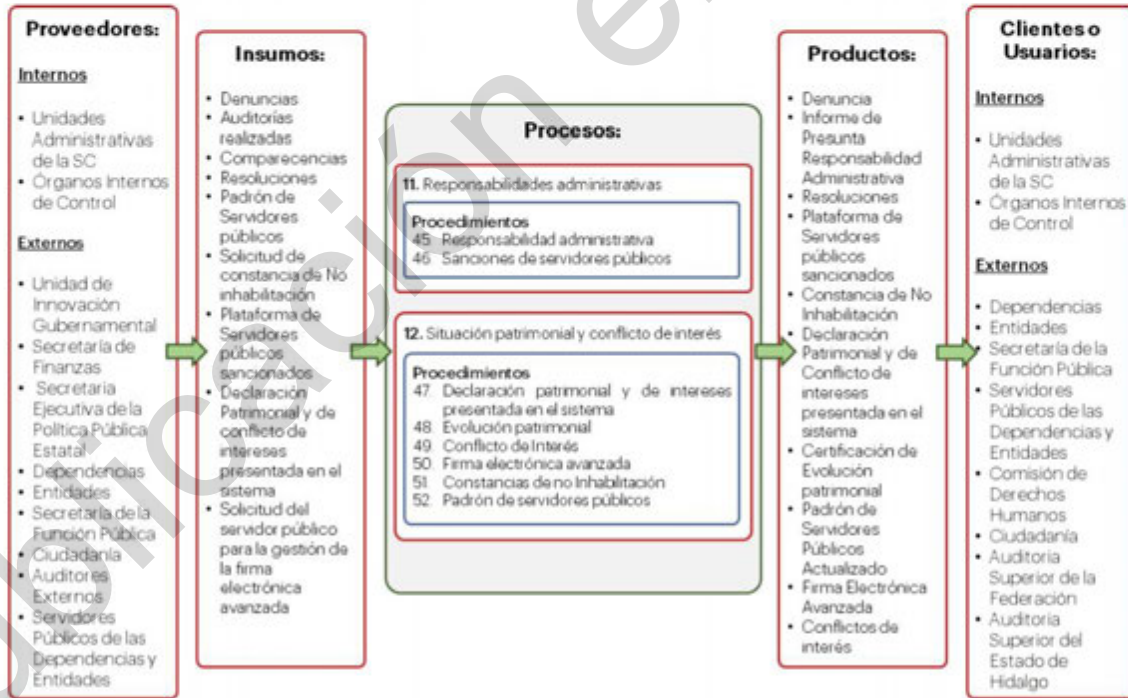 Proveedores:
Internos
• Unidades
Administrativas
de la SC
• Órganos Internos
de Control
Externos
• Unidad de
Innovación
Gubernamental
• Secretaría de
Finanzas
• Secretaria
Ejecutiva de la
Política Pública
Estatal
• Dependencias
• Entidades
• Secretaría de la
Función Pública
• Ciudadanía
• Auditores
Externos
• Servidores
Públicos de las
Dependencias y
Entidades
Insumos:
• Denuncias
• Auditorías
realizadas
• Comparecencias
• Resoluciones
• Padrón de
Servidores
públicos
• Solicitud de
constancia de No
inhabilitación
• Plataforma de
Servidores
públicos
sancionados
• Declaración
Patrimonial y de
conflicto de
intereses
presentada en el
sistema
• Solicitud del
servidor público
para la gestión de
la firma
electrónica
avanzada
Procesos:
11. Responsabilidades administrativas
Procedimientos
45. Responsabilidad administrativa
46. Sanciones de servidores públicos
12. Situación patrimonial y conflicto de interés
Procedimientos
47. Declaración patrimonial y de intereses
presentada en el sistema
48. Evolución patrimonial
49. Conflicto de Interés
50. Firma electrónica avanzada
51. Constancias de no Inhabilitación
52. Padrón de servidores públicos
Productos:
• Denuncia
• Informe de
Presunta
Responsabilidad
Administrativa
• Resoluciones
• Plataforma de
Servidores
públicos
sancionados
• Constancia de No
Inhabilitación
• Declaración
Patrimonial y de
Conflicto de
intereses
presentada en el
sistema
• Certificación de
Evolución
patrimonial
• Padrón de
Servidores
Públicos
Actualizado
• Firma Electrónica
Avanzada
• Conflictos de
interés
Clientes o
Usuarios:
Internos
• Unidades
Administrativas
de la SC
• Órganos Internos
de Control
Externos
• Dependencias
• Entidades
• Secretaría de la
Función Pública
• Servidores
Públicos de las
Dependencias y
Entidades
• Comisión de
Derechos
Humanos
• Ciudadanía
• Auditoria
Superior de la
Federación
• Auditoria
Superior del
Estado de
Hidalgo
ublicación e